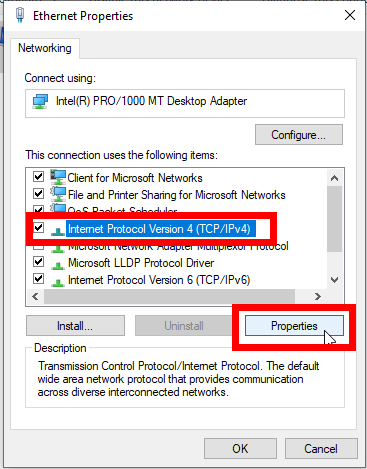 Ethernet Properties
Networking
Connect using:
Intel(R) PRO/1000 MT Desktop Adapter
Configure...
This connection uses the following items:
Client for Microsoft Networks
File and Printer Sharing for Microsoft Networks
QoS Packet Scheduler
Internet Protocol Version 4 (TCP/IPv4)
Microsoft Network Adapter Multiplexor Protocol
Microsoft LLDP Protocol Driver
Internet Protocol Version 6 (TCP/IPv6)
Install...
Uninstall
Properties
Description
Transmission Control Protocol/Internet Protocol. The default
wide area network protocol that provides communication
across diverse interconnected networks.
OK
Cancel